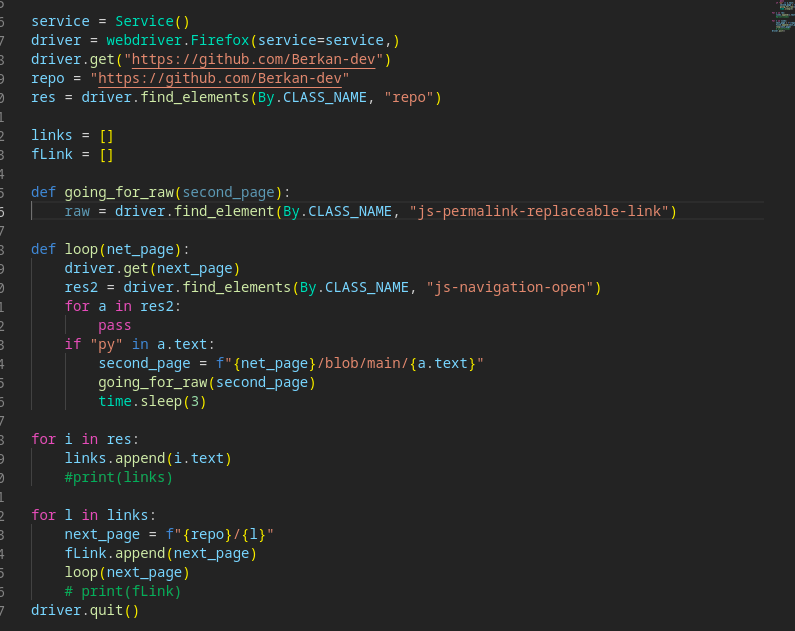 service = Service()
driver = webdriver.Firefox(service=service,)
driver.get("https://github.com/Berkan-dev")
repo = "https://github.com/Berkan-dev"
res = driver.find_elements(By.CLASS_NAME, "repo")
links = []
fLink = []
def going_for_raw(second_page):
    raw = driver.find_element(By.CLASS_NAME, "js-permalink-replaceable-link")
def loop(net_page):
    driver.get(next_page)
    res2 = driver.find_elements(By.CLASS_NAME, "js-navigation-open")
    for a in res2:
        pass
    if "py" in a.text:
        second_page = f"{net_page}/blob/main/{a.text}"
        going_for_raw(second_page)
        time.sleep(3)
for i in res:
    links.append(i.text)
    #print(links)
for l in links:
    next_page = f"{repo}/{l}"
    fLink.append(next_page)
    loop(next_page)
    # print(fLink)
driver.quit()